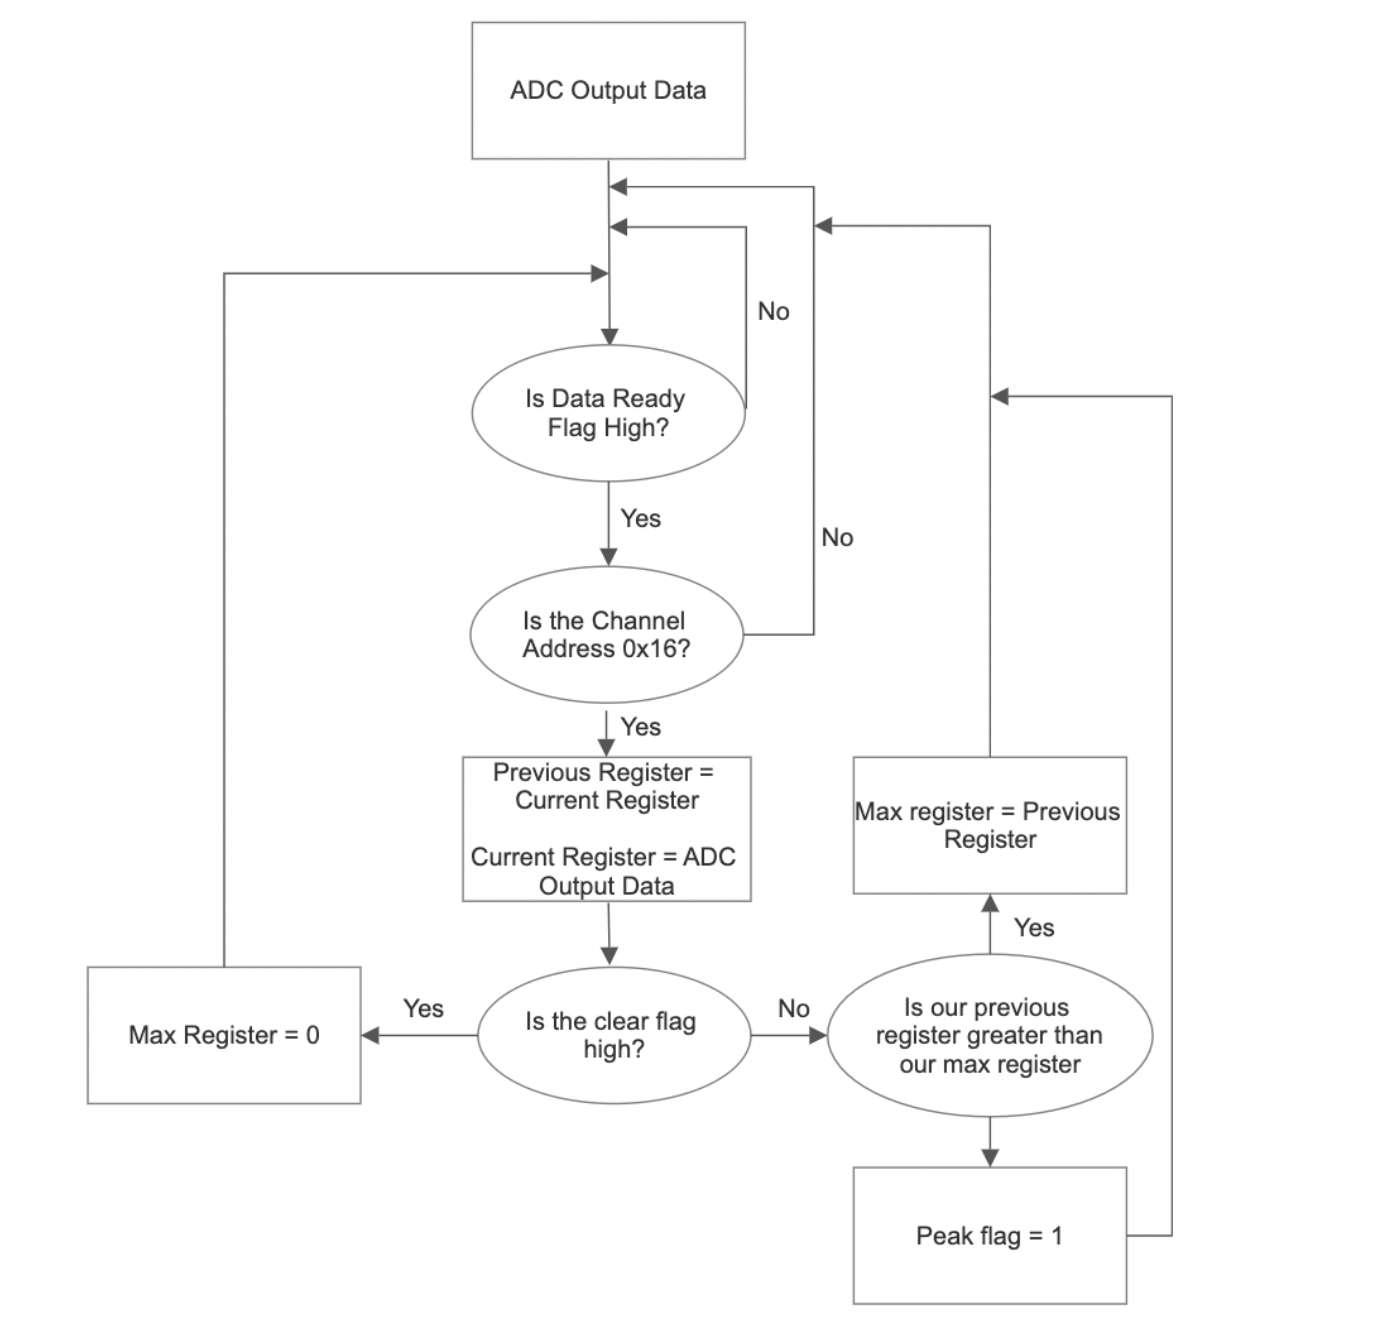 ADC Output Data
No
Is Data Ready
Flag High?
Yes
No
Is the Channel
Address 0x16?
Yes
Previous Register =
Current Register
Current Register = ADC
Output Data
Max register = Previous
Register
Yes
Max Register = 0
Yes
Is the clear flag
high?
No
Is our previous
register greater than
our max register
Peak flag = 1